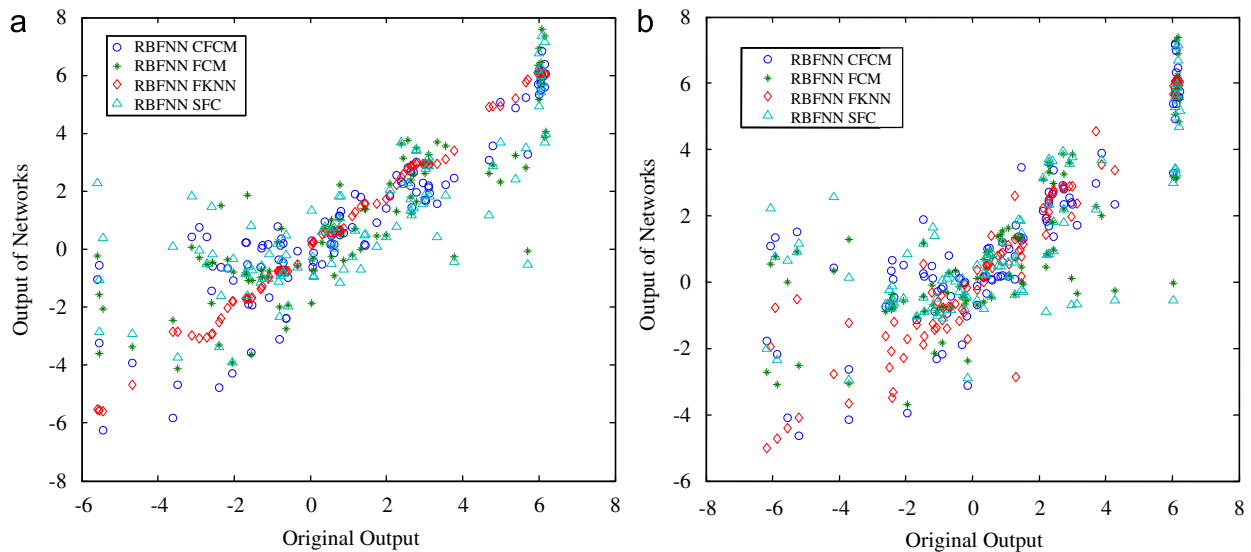 a
RBFNN CFCM
RBFNN FCM
RBFNN FKNN
RBFNN SFC
8
6
4
2
0
-2
-4
-6
-8
Output of Networks
-6 -4 -2 0 2 4 6 8
Original Output
b
RBFNN CFCM
RBFNN FCM
RBFNN FKNN
RBFNN SFC
8
6
4
2
0
-2
-4
-6
Output of Networks
-8 -6 -4 -2 0 2 4 6 8
Original Output